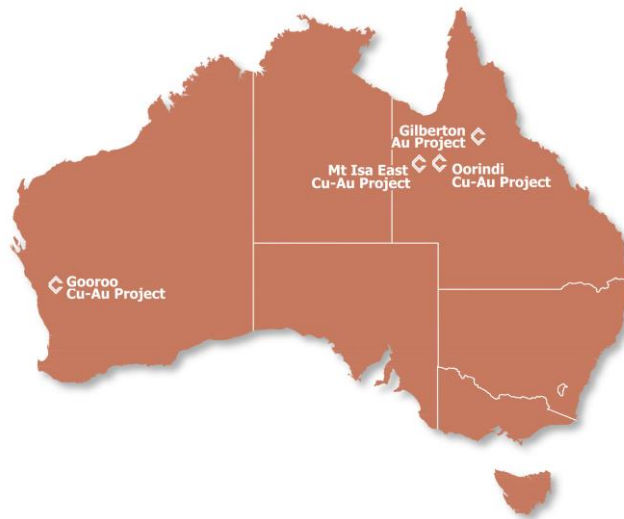 Gilberton
Au Project
Mt Isa East
Cu-Au Project
Oorindi
Cu-Au Project
Gooroo
Cu-Au Project